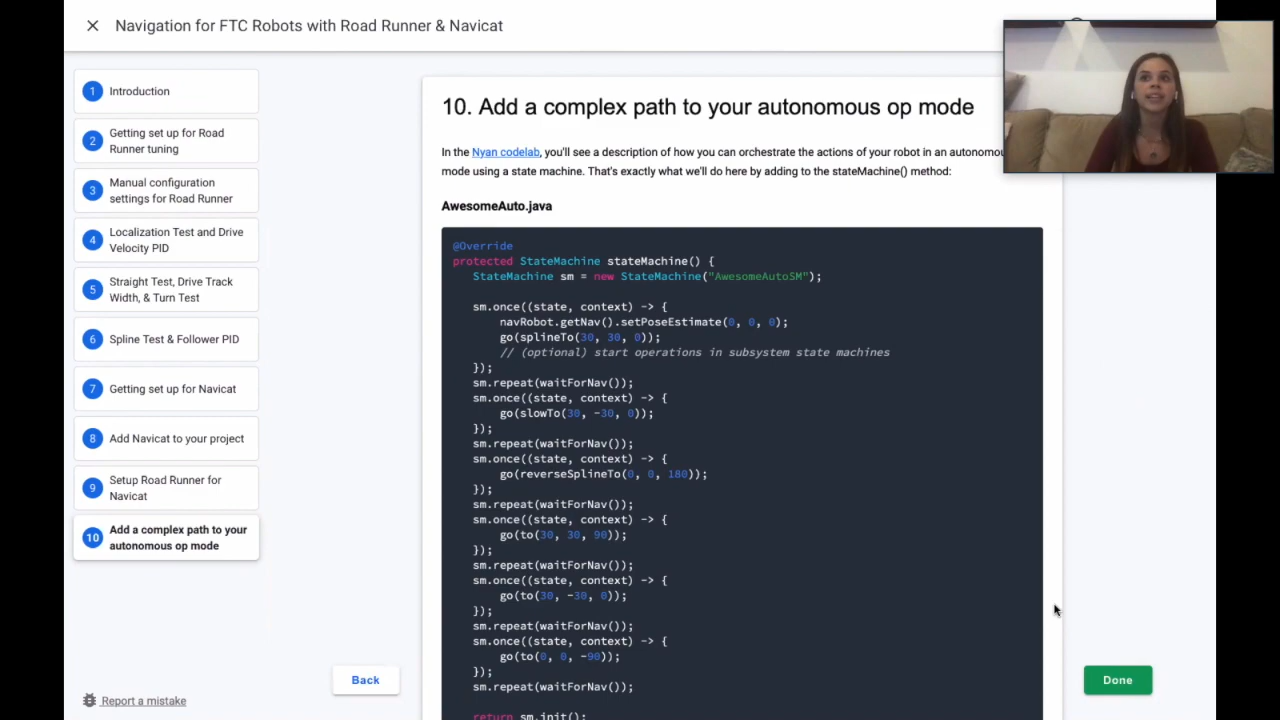 Navigation for FTC Robots with Road Runner & Navicat
1 Introduction
2 Getting set up for Road
Runner tuning
3 Manual configuration
settings for Road Runner
4 Localization Test and Drive
Velocity PID
5 Straight Test, Drive Track
Width, & Turn Test
6 Spline Test & Follower PID
7 Getting set up for Navicat
8 Add Navicat to your project
9 Setup Road Runner for
Navicat
10 Add a complex path to your
autonomous op mode
Report a mistake
10. Add a complex path to your autonomous op mode
In the Nyan codelab, you'll see a description of how you can orchestrate the actions of your robot in an
mode using a state machine. That's exactly what we'll do here by adding to the stateMachine() method:
AwesomeAuto.java
@Override
protected StateMachine stateMachine() {
StateMachine sm = new StateMachine("AwesomeAutoSM");
sm.once((state, context) -> {
navRobot.getNav().setPoseEstimate(0, 0, 0);
go(splineTo(30, 30, 0));
// (optional) start operations in subsystem state machines
});
sm.repeat(waitForNav());
sm.once((state, context) -> {
go(slowTo(30, -30, 0));
});
sm.repeat(waitForNav());
sm.once((state, context) -> {
go(reverseSplineTo(0, 0, 180));
});
sm.repeat(waitForNav());
sm.once((state, context) -> {
go(to(30, 30, 90));
});
sm.repeat(waitForNav());
sm.once((state, context) -> {
go(to(30, -30, 0));
});
sm.repeat(waitForNav());
sm.once((state, context) -> {
go(to(0, 0, -90));
});
sm.repeat(waitForNav());
return sm.init();
Back
Done